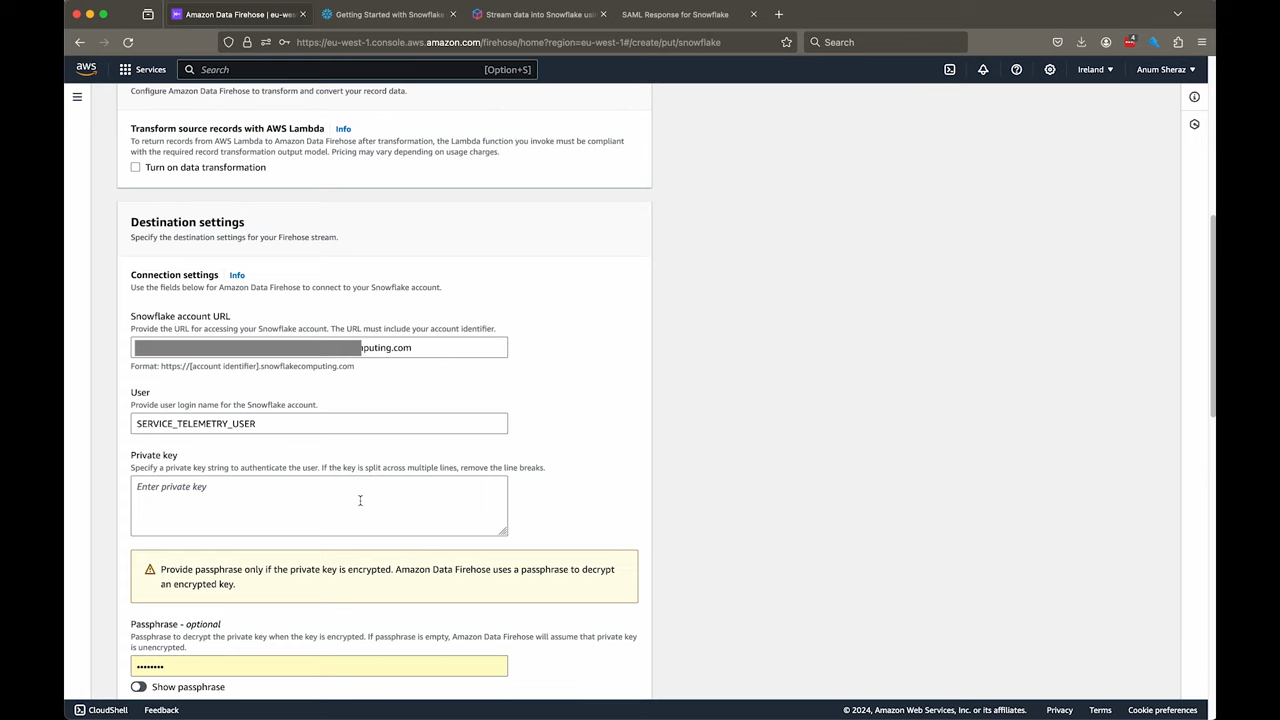 Amazon Data Firehose | eu-wes
Getting Started with Snowflake
Stream data into Snowflake usin
SAML Response for Snowflake
https://eu-west-1.console.aws.amazon.com/firehose/home?region=eu-west-1#/create/put/snowflake
Search
4
aws
Services
Search
[Option+S]
Ireland
Anum Sheraz
Configure Amazon Data Firehose to transform and convert your record data.
Transform source records with AWS Lambda Info
To return records from AWS Lambda to Amazon Data Firehose after transformation, the Lambda function you invoke must be compliant
with the required record transformation output model. Pricing may vary depending on usage charges.
Turn on data transformation
Destination settings
Specify the destination settings for your Firehose stream.
Connection settings Info
Use the fields below for Amazon Data Firehose to connect to your Snowflake account.
Snowflake account URL
Provide the URL for accessing your Snowflake account. The URL must include your account identifier.
puting.com
Format: https://[account identifier].snowflakecomputing.com
User
Provide user login name for the Snowflake account.
SERVICE_TELEMETRY_USER
Private key
Specify a private key string to authenticate the user. If the key is split across multiple lines, remove the line breaks.
Enter private key
Provide passphrase only if the private key is encrypted. Amazon Data Firehose uses a passphrase to decrypt
an encrypted key.
Passphrase - optional
Passphrase to decrypt the private key when the key is encrypted. If passphrase is empty, Amazon Data Firehose will assume that private key
is unencrypted.
••••••••
Show passphrase
CloudShell
Feedback
© 2024, Amazon Web Services, Inc. or its affiliates.
Privacy
Terms
Cookie preferences